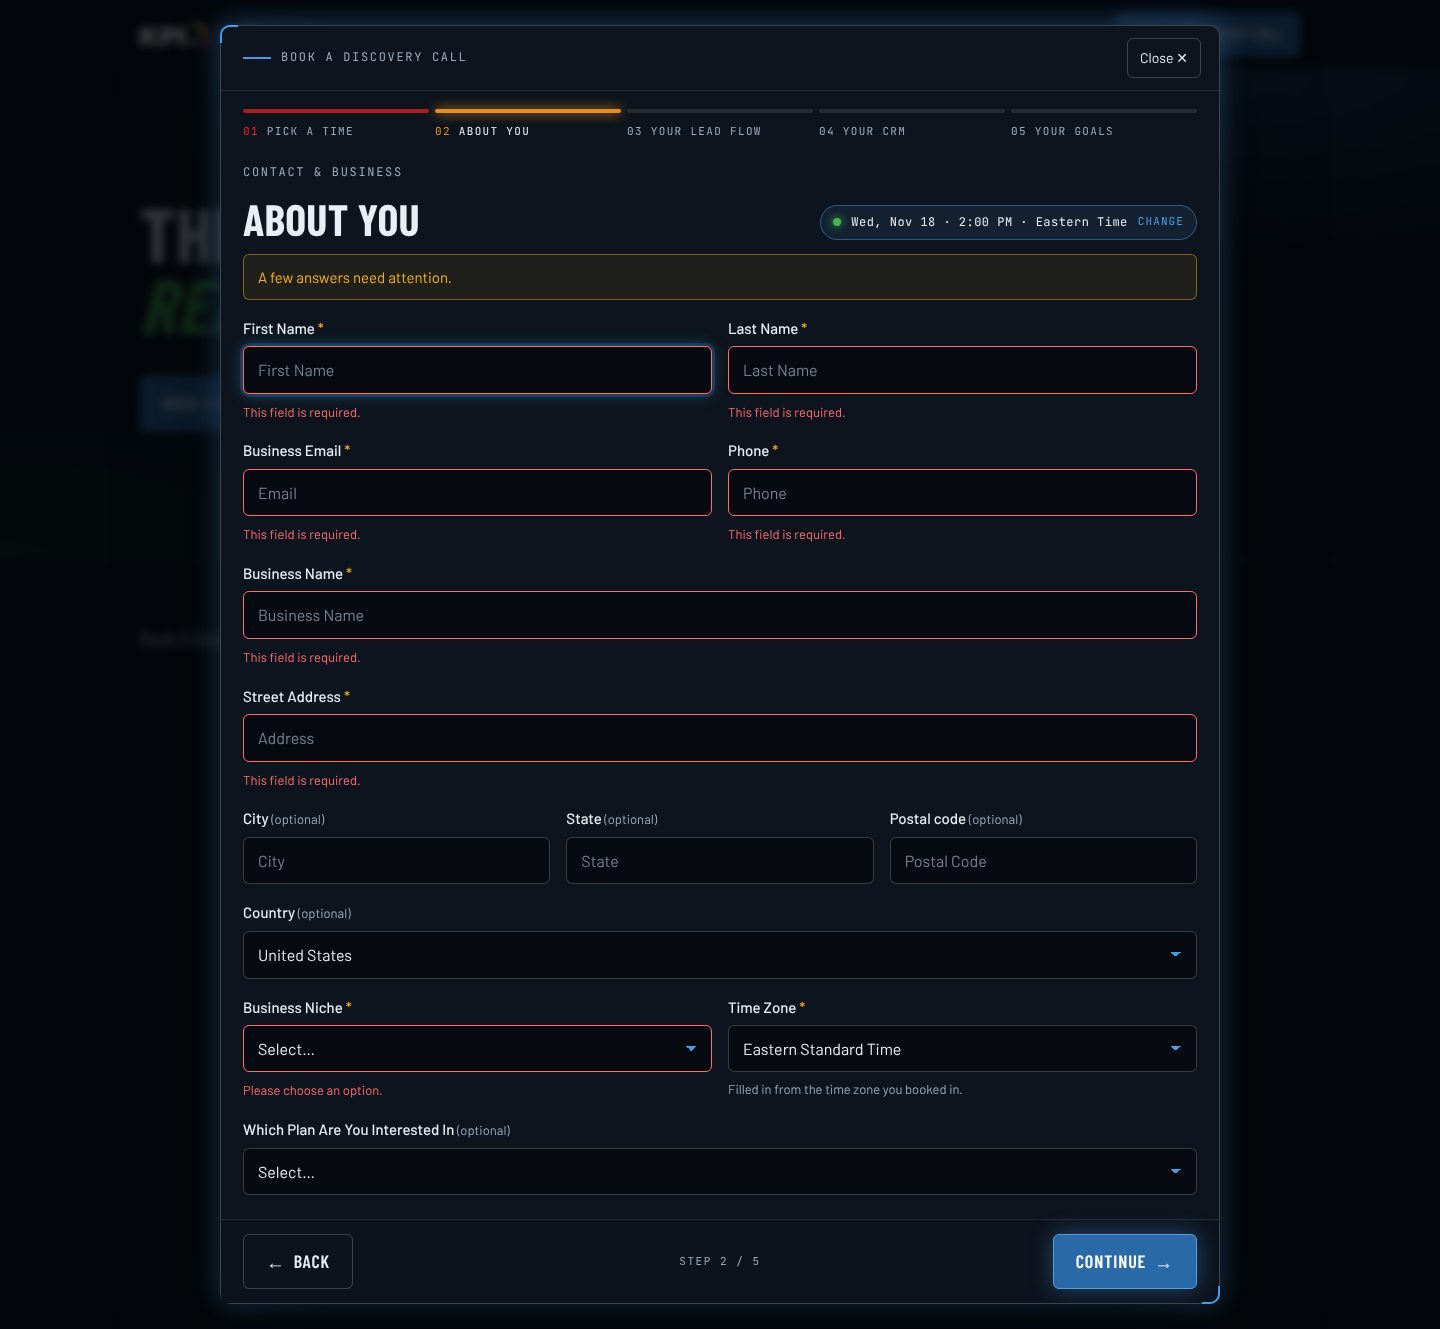 BOOK A DISCOVERY CALL
Close ✕
01 PICK A TIME
02 ABOUT YOU
03 YOUR LEAD FLOW
04 YOUR CRM
05 YOUR GOALS
CONTACT & BUSINESS
ABOUT YOU
Wed, Nov 18 · 2:00 PM · Eastern Time CHANGE
A few answers need attention.
First Name *
Last Name *
First Name
Last Name
This field is required.
This field is required.
Business Email *
Phone *
Email
Phone
This field is required.
This field is required.
Business Name *
Business Name
This field is required.
Street Address *
Address
This field is required.
City (optional)
State (optional)
Postal code (optional)
City
State
Postal Code
Country (optional)
United States
Business Niche *
Time Zone *
Select...
Eastern Standard Time
Please choose an option.
Filled in from the time zone you booked in.
Which Plan Are You Interested In (optional)
Select...
← BACK
STEP 2 / 5
CONTINUE →